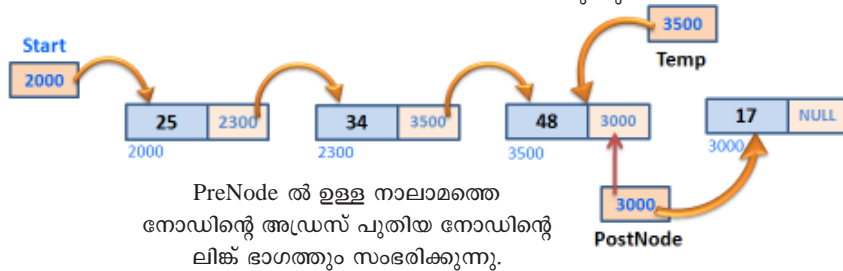 3500
Temp
Start
2000
25 2300
2000
34 3500
2300
48 3000
3500
17 NULL
3000
3000
PostNode
PreNode ൽ ഉള്ള നാലാമത്തെ
നോഡിന്റെ അഡ്രസ് പുതിയ നോഡിന്റെ
ലിങ്ക് ഭാഗത്തും സംഭരിക്കുന്നു.